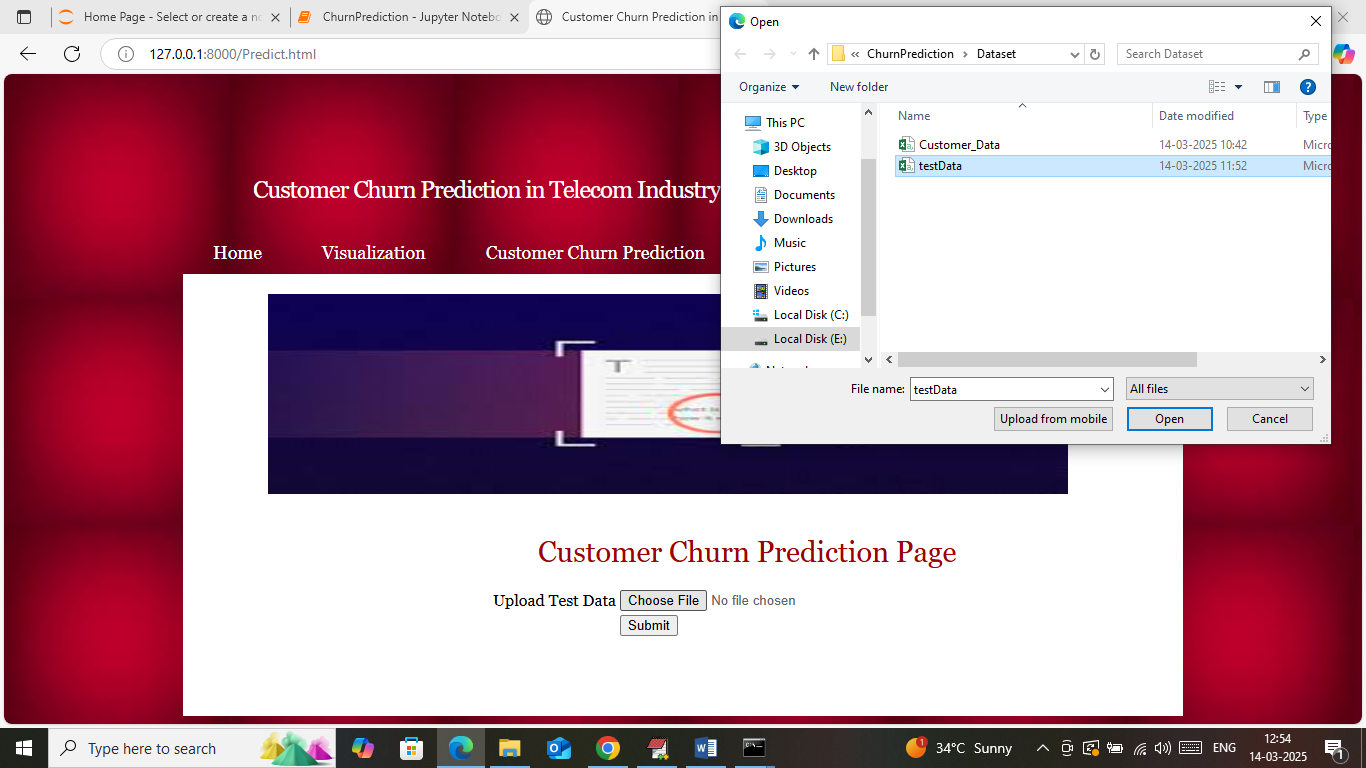 Home Page - Select or create a no
ChurnPrediction - Jupyter Notebo
Customer Churn Prediction in
127.0.0.1:8000/Predict.html
Customer Churn Prediction in Telecom Industry
Home
Visualization
Customer Churn Prediction
Open
« ChurnPrediction > Dataset
Search Dataset
Organize
New folder
This PC
3D Objects
Desktop
Documents
Downloads
Music
Pictures
Videos
Local Disk (C:)
Local Disk (E:)
Name
Date modified
Type
Customer_Data
14-03-2025 10:42
Micro
testData
14-03-2025 11:52
Micro
File name:
testData
All files
Upload from mobile
Open
Cancel
T
Customer Churn Prediction Page
Upload Test Data
Choose File
No file chosen
Submit
Type here to search
1
34°C Sunny
ENG
12:54
14-03-2025
1